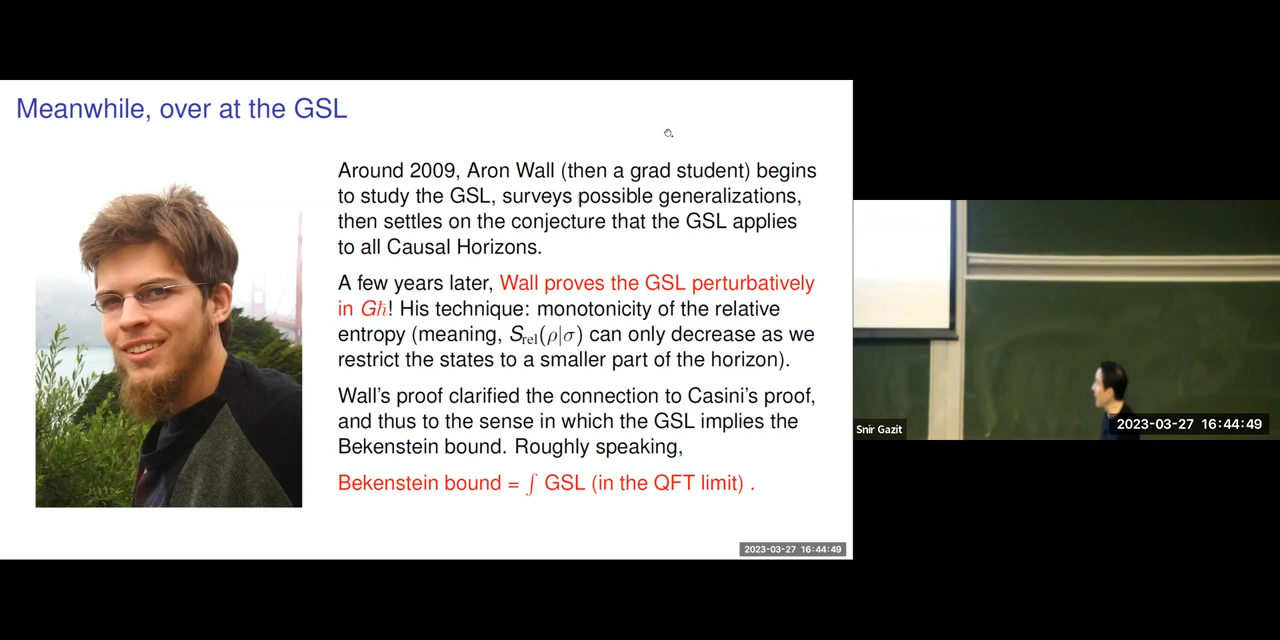 Meanwhile, over at the GSL
Around 2009, Aron Wall (then a grad student) begins
to study the GSL, surveys possible generalizations,
then settles on the conjecture that the GSL applies
to all Causal Horizons.
A few years later, Wall proves the GSL perturbatively
in Gℏ! His technique: monotonicity of the relative
entropy (meaning, S_rel(ρ|σ) can only decrease as we
restrict the states to a smaller part of the horizon).
Wall's proof clarified the connection to Casini's proof,
and thus to the sense in which the GSL implies the
Bekenstein bound. Roughly speaking,
Bekenstein bound = ∫ GSL (in the QFT limit) .
2023-03-27 16:44:49
Snir Gazit
2023-03-27 16:44:49